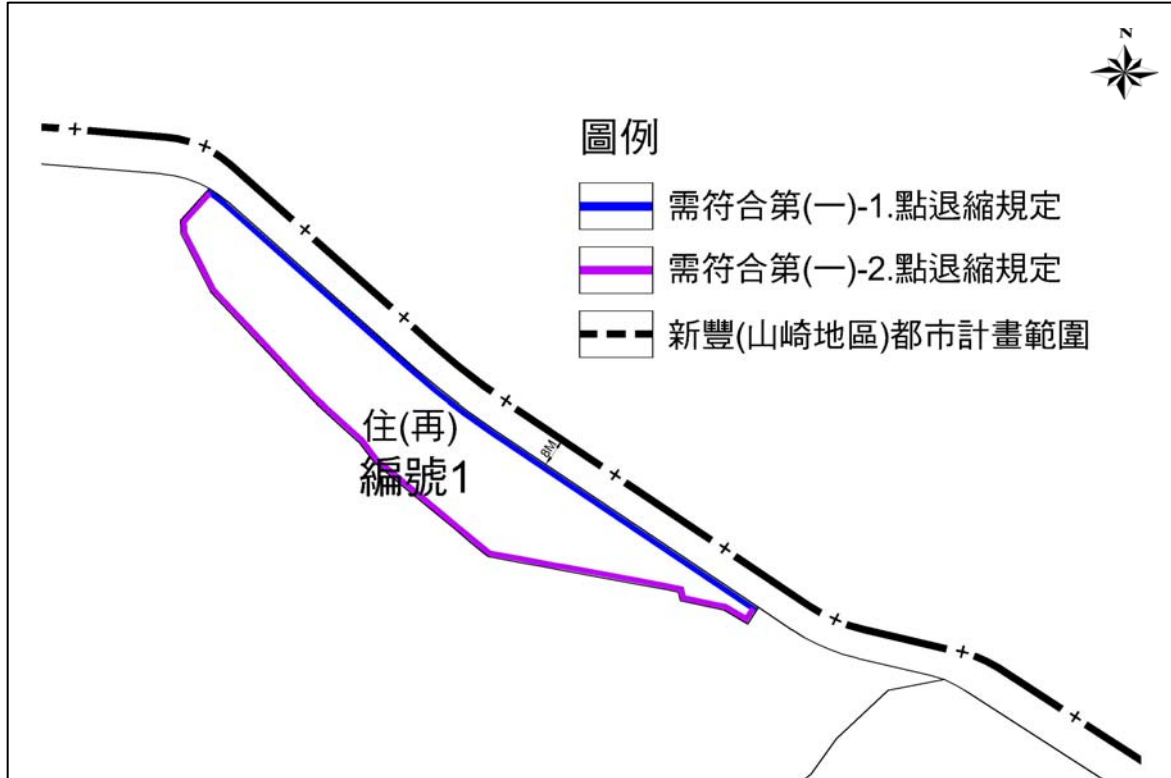 N
圖例
需符合第(一)-1.點退縮規定
需符合第(一)-2.點退縮規定
新豐(山崎地區)都市計畫範圍
住(再)
編號1
8M